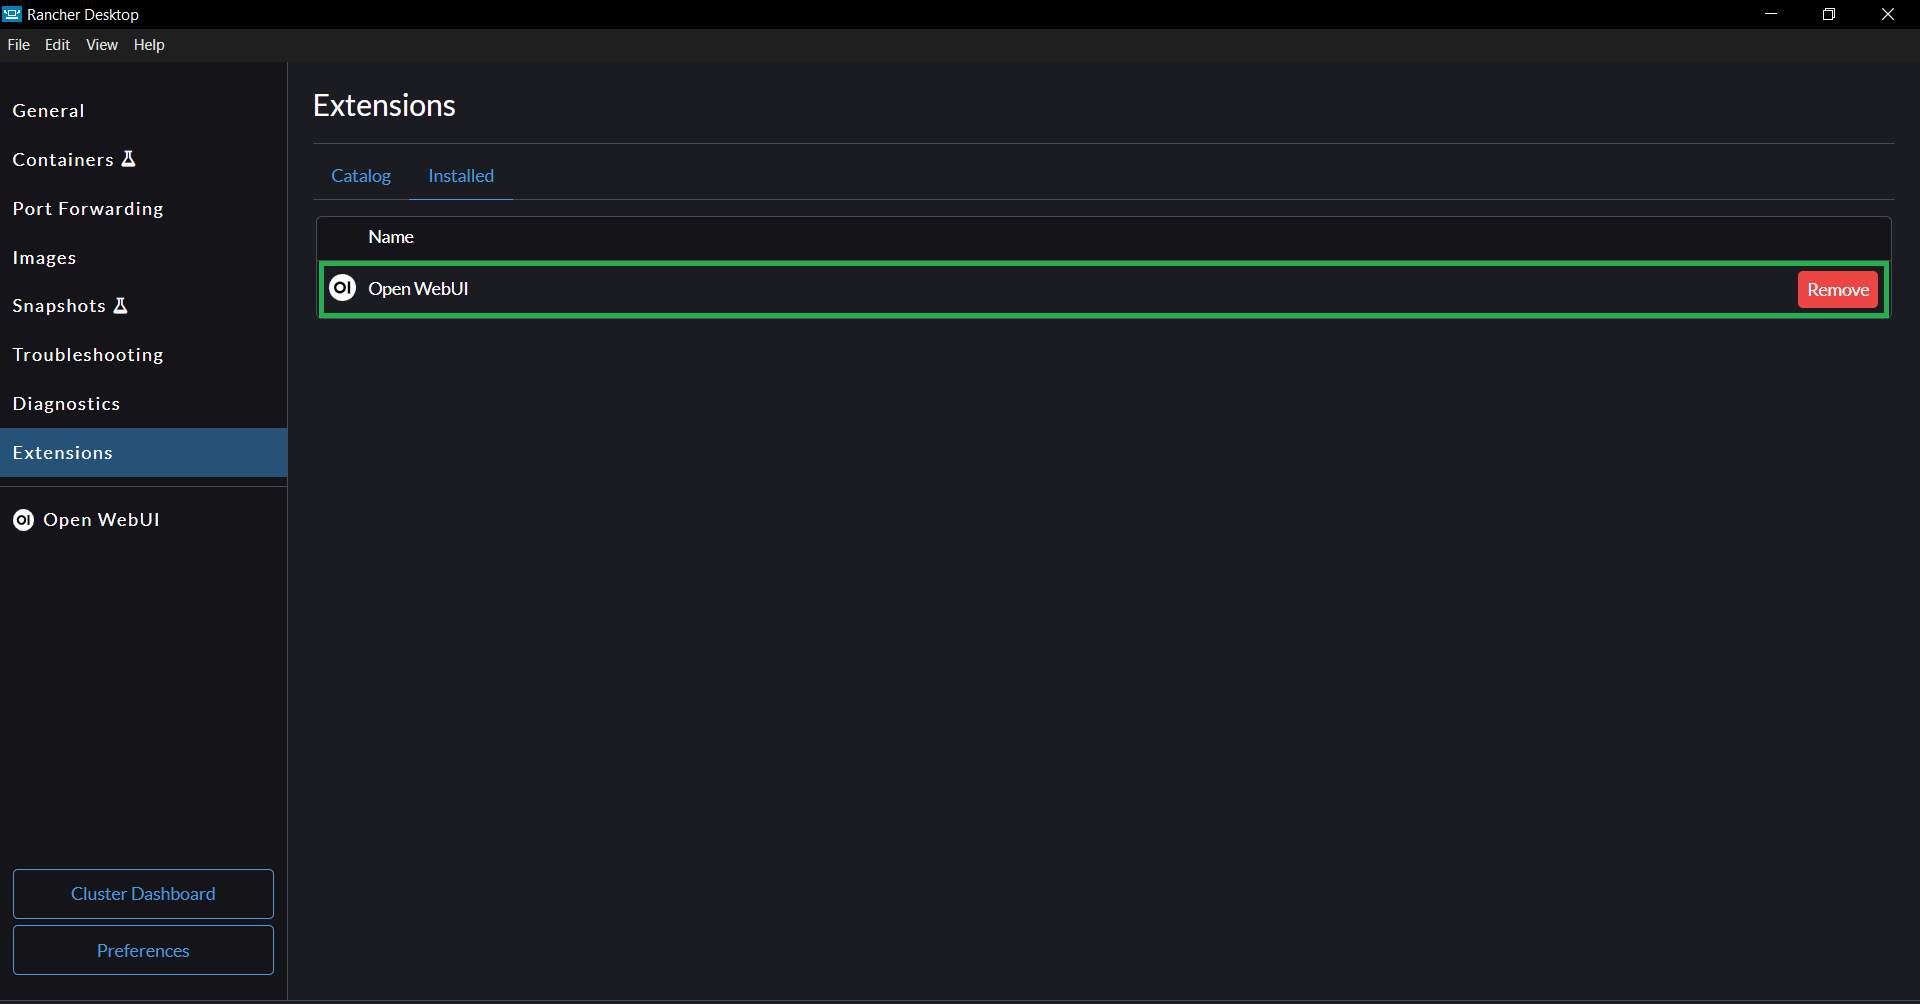 Rancher Desktop
File Edit View Help
General
Containers
Port Forwarding
Images
Snapshots
Troubleshooting
Diagnostics
Extensions
OI Open WebUI
Cluster Dashboard
Preferences
Extensions
Catalog Installed
Name
OI Open WebUI Remove